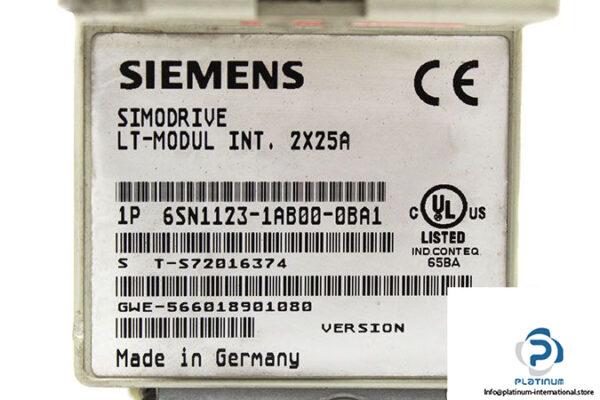 SIEMENS
CE
SIMODRIVE
LT-MODUL INT. 2X25A
1P 6SN1123-1AB00-0BA1
C UL US
LISTED
IND.CONT.EQ.
65BA
S T-S72016374
GWE-566018901080
VERSION
Made in Germany
PLATINUM
Info@platinum-international.store